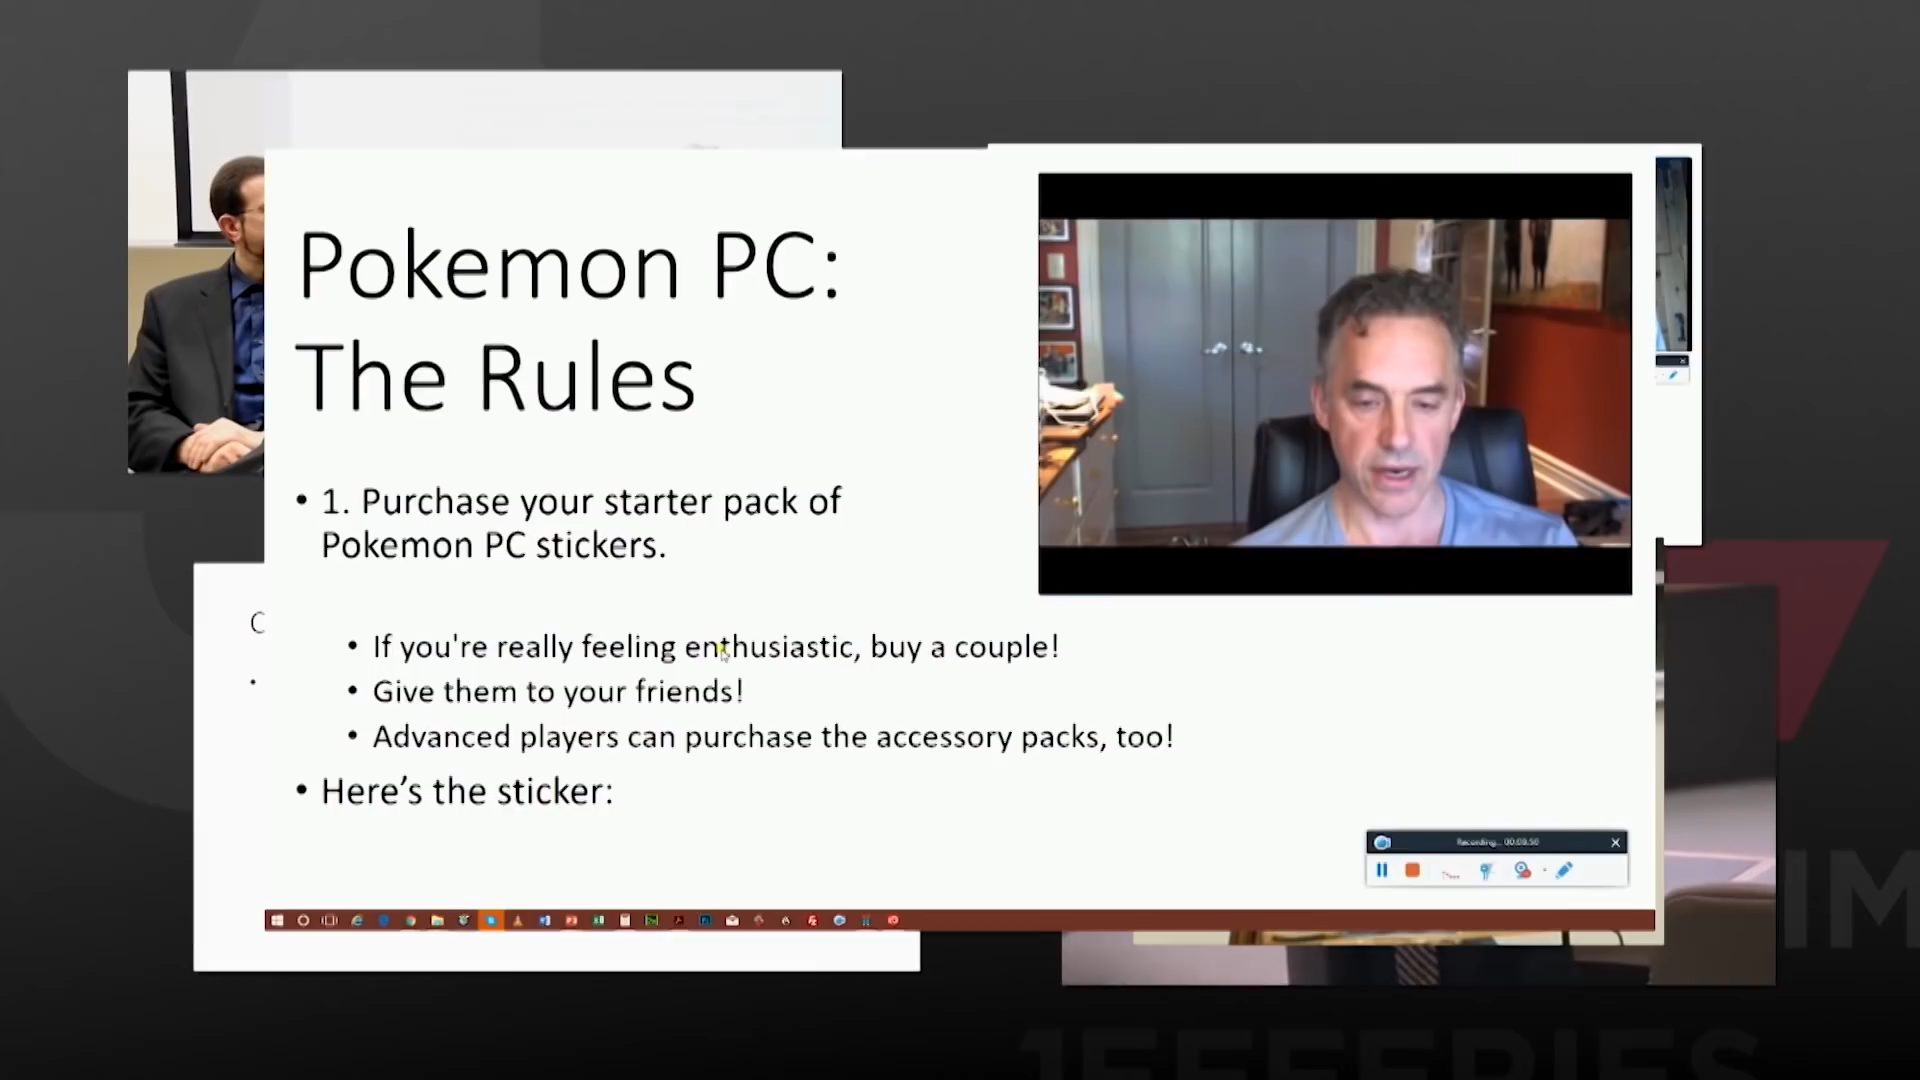 Pokemon PC:
The Rules
• 1. Purchase your starter pack of
Pokemon PC stickers.
• If you're really feeling enthusiastic, buy a couple!
• Give them to your friends!
• Advanced players can purchase the accessory packs, too!
• Here’s the sticker:
Recording... 00:09:50
IM
JEFFERIES